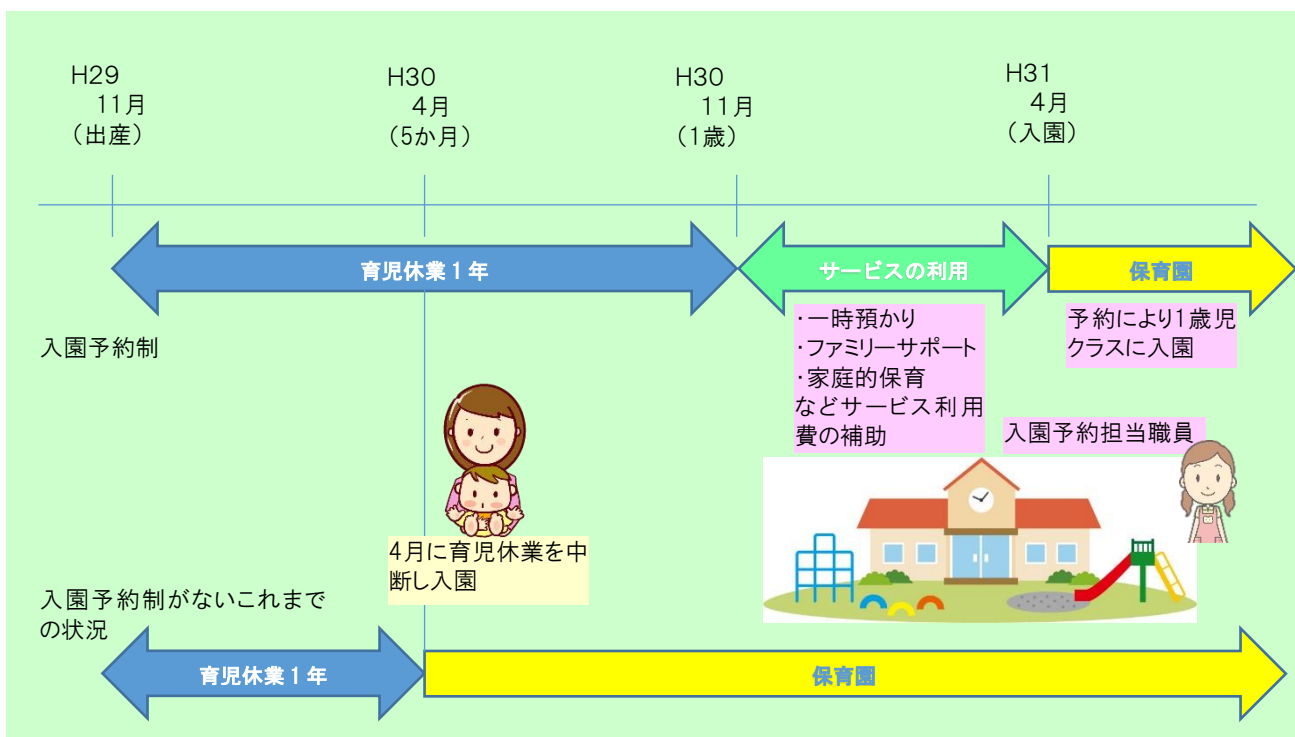 H29
11月
（出産）
H30
4月
（5か月）
H30
11月
（1歳）
H31
4月
（入園）
育児休業１年
サービスの利用
保育園
入園予約制
・一時預かり
・ファミリーサポート
・家庭的保育
などサービス利用
費の補助
予約により1歳児
クラスに入園
入園予約担当職員
4月に育児休業を中
断し入園
入園予約制がないこれまで
の状況
育児休業１年
保育園